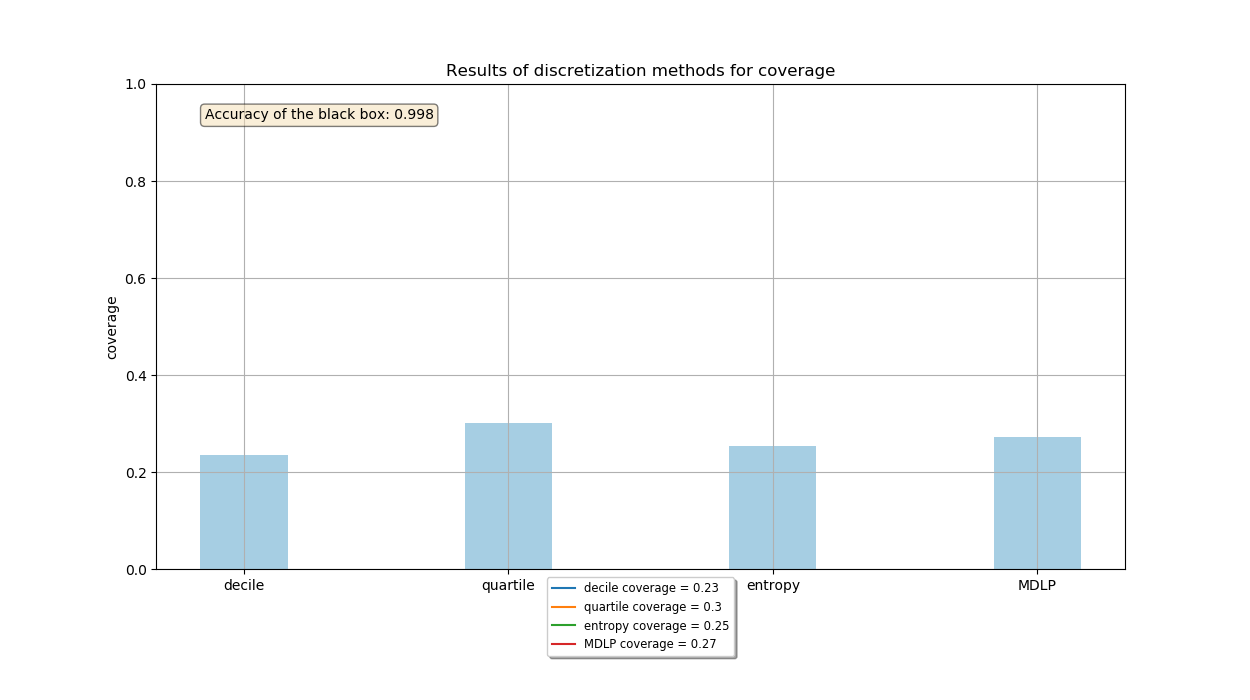 Results of discretization methods for coverage
1.0
Accuracy of the black box: 0.998
0.8
0.6
coverage
0.4
0.2
0.0
decile quartile entropy MDLP
decile coverage = 0.23
quartile coverage = 0.3
entropy coverage = 0.25
MDLP coverage = 0.27